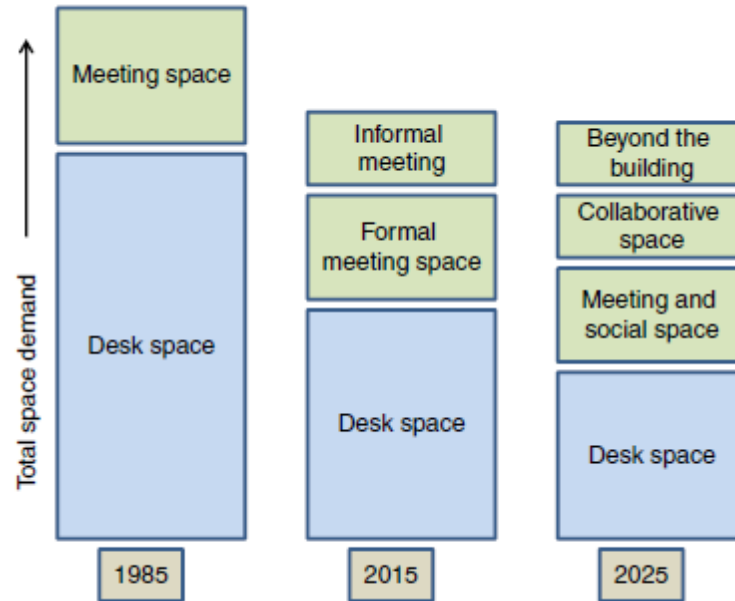 Total space demand
Meeting space
Desk space
1985
Informal
meeting
Formal
meeting space
Desk space
2015
Beyond the
building
Collaborative
space
Meeting and
social space
Desk space
2025